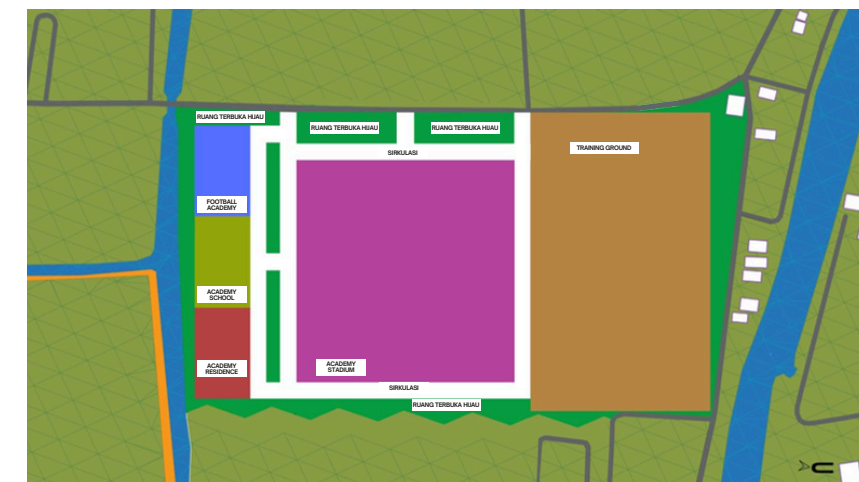 RUANG TERBUKA HIJAU
RUANG TERBUKA HIJAU
RUANG TERBUKA HIJAU
SIRKULASI
TRAINING GROUND
FOOTBALL
ACADEMY
ACADEMY
SCHOOL
ACADEMY
RESIDENCE
ACADEMY
STADIUM
SIRKULASI
RUANG TERBUKA HIJAU